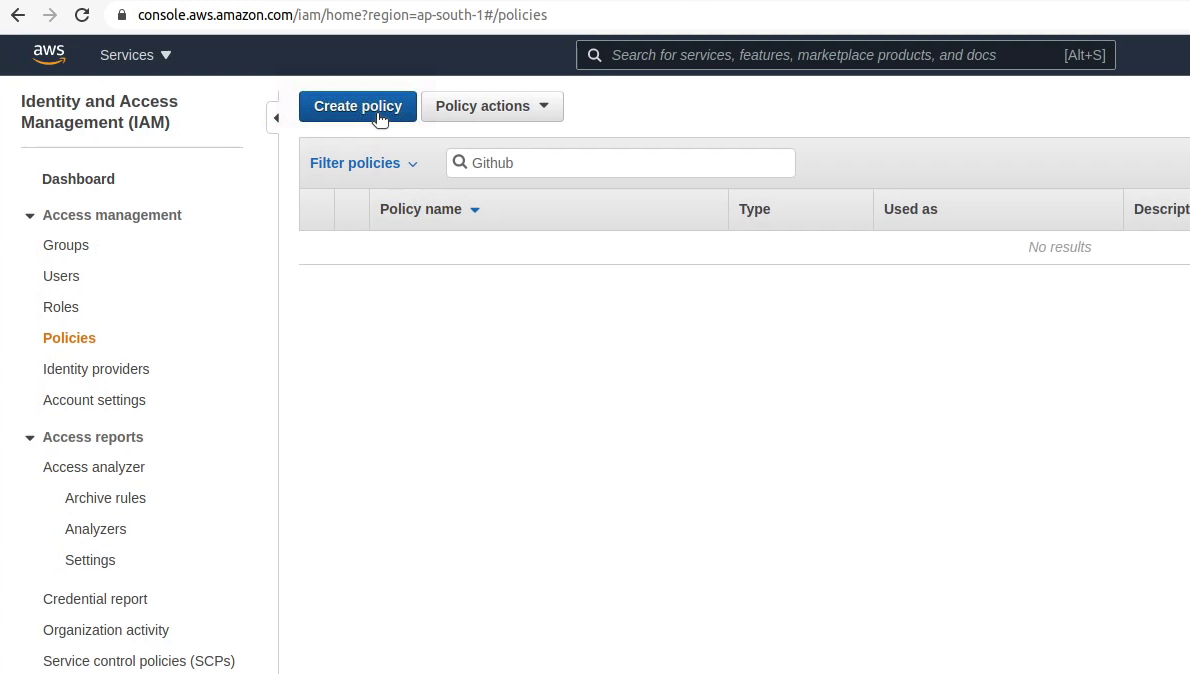 console.aws.amazon.com/iam/home?region=ap-south-1#/policies
aws
Services
Search for services, features, marketplace products, and docs [Alt+S]
Identity and Access
Management (IAM)
Dashboard
Access management
Groups
Users
Roles
Policies
Identity providers
Account settings
Access reports
Access analyzer
Archive rules
Analyzers
Settings
Credential report
Organization activity
Service control policies (SCPs)
Create policy Policy actions
Filter policies Github
Policy name Type Used as Descript
No results